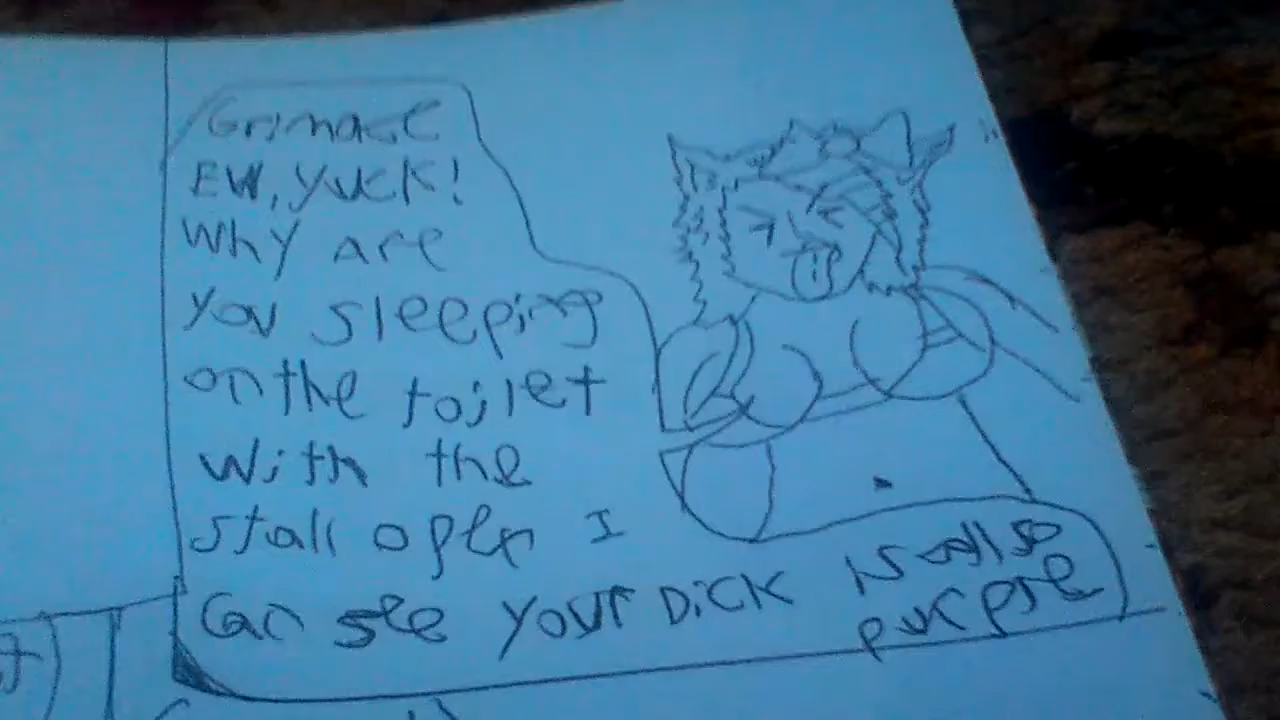 Grimace
EW, YUCK!
Why are
you sleeping
on the toilet
with the
stall open I
can see your DICK is allso
purple